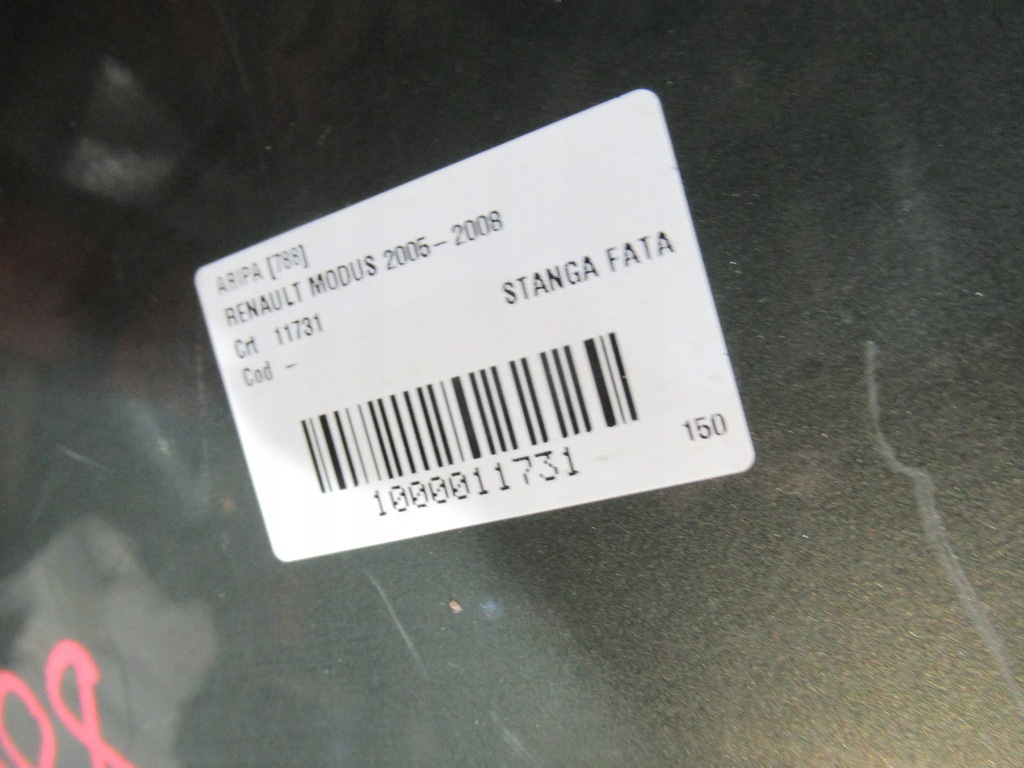 ARIPA [788]
RENAULT MODUS 2005-2008
Crt 11731
STANGA FATA
Cod -
1000011731
150